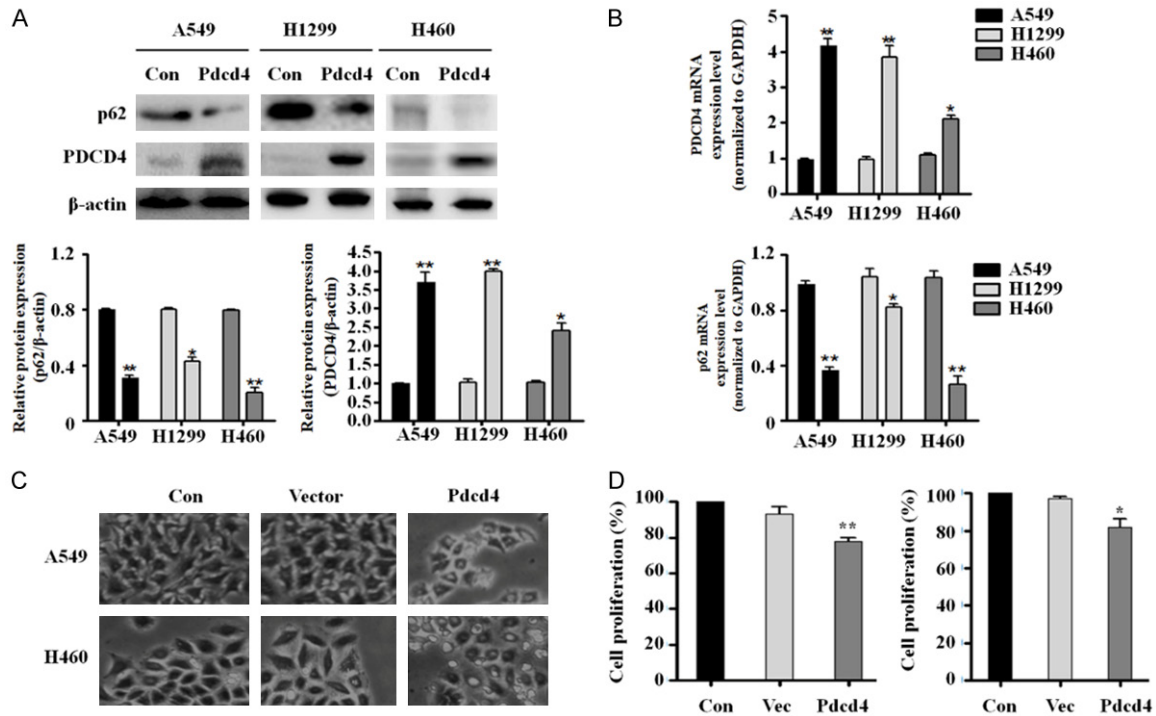 A
A549 H1299 H460
Con Pdcd4 Con Pdcd4 Con Pdcd4
p62
PDCD4
β-actin
Relative protein expression
(p62/β-actin)
1.2
0.8
0.4
0
** * **
A549 H1299 H460
Relative protein expression
(PDCD4/β-actin)
4.5
4.0
3.5
3.0
2.5
2.0
1.5
1.0
0.5
0.0
** ** *
A549 H1299 H460
B
PDCD4 mRNA
expression level
(normalized to GAPDH)
5
4
3
2
1
0
** ** *
A549 H1299 H460
A549
H1299
H460
p62 mRNA
expression level
(normalized to GAPDH)
1.2
0.8
0.4
0
** * **
A549 H1299 H460
A549
H1299
H460
C
Con Vector Pdcd4
A549
H460
D
Cell proliferation (%)
100
80
60
40
20
0
**
Con Vec Pdcd4
Cell proliferation (%)
100
80
60
40
20
0
*
Con Vec Pdcd4